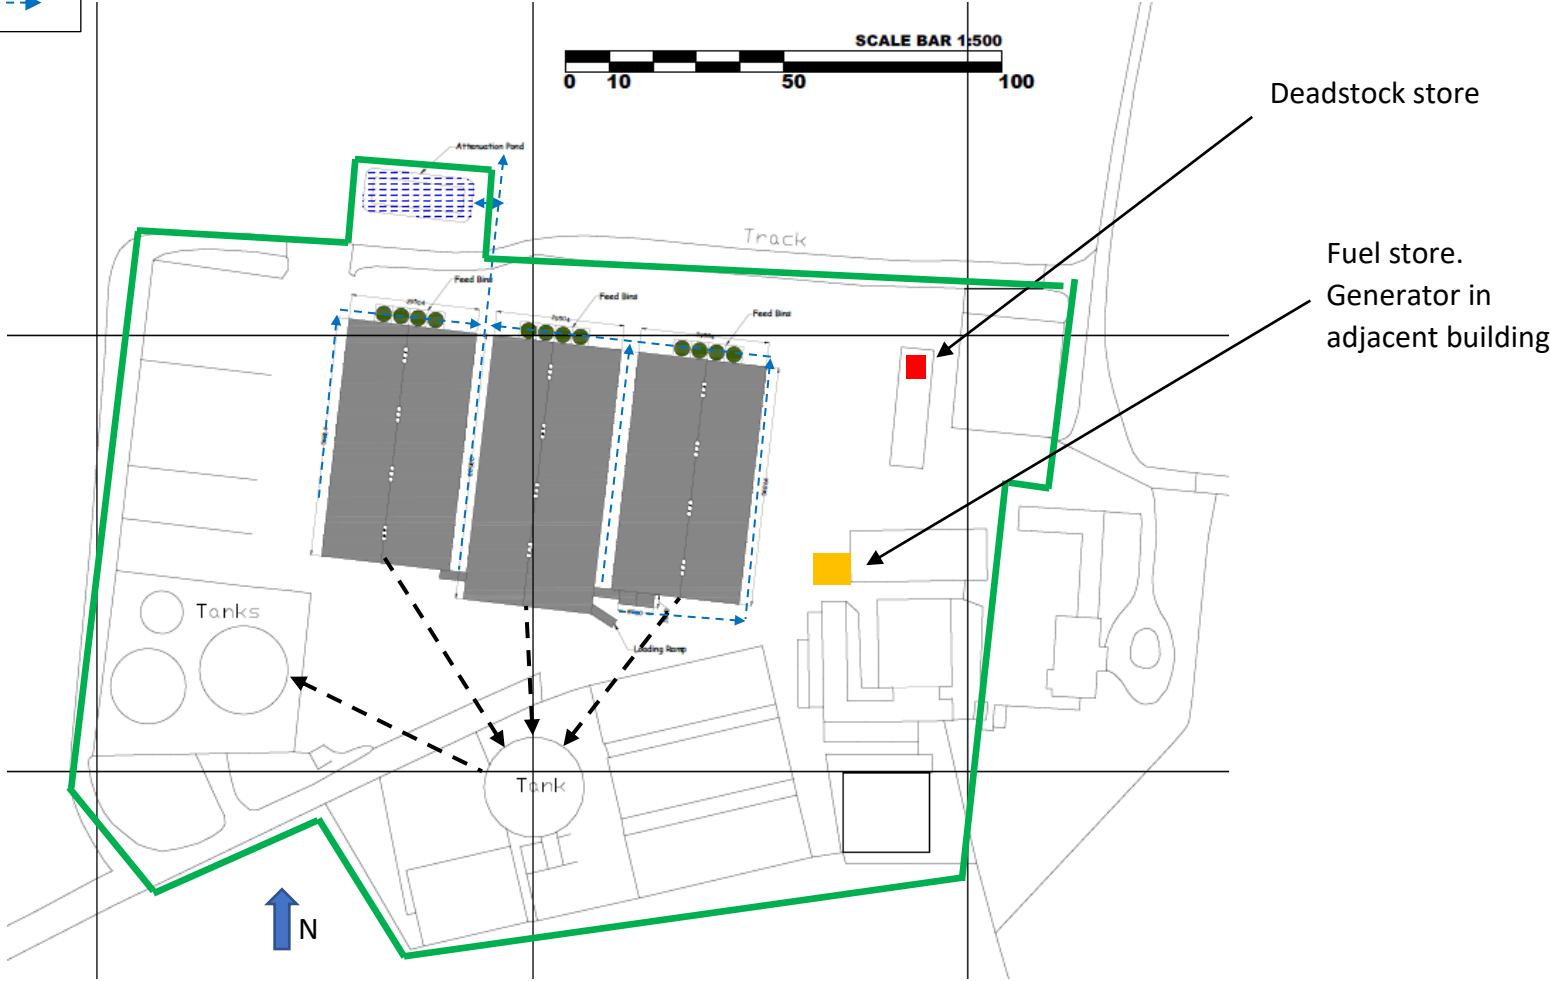 SCALE BAR 1:500
0 10 50 100
Deadstock store
Attenuation Pond
Track
Fuel store.
Generator in
adjacent building
Feed Bins
Feed Bins
Feed Bins
Tanks
Loading Ramp
Tank
N